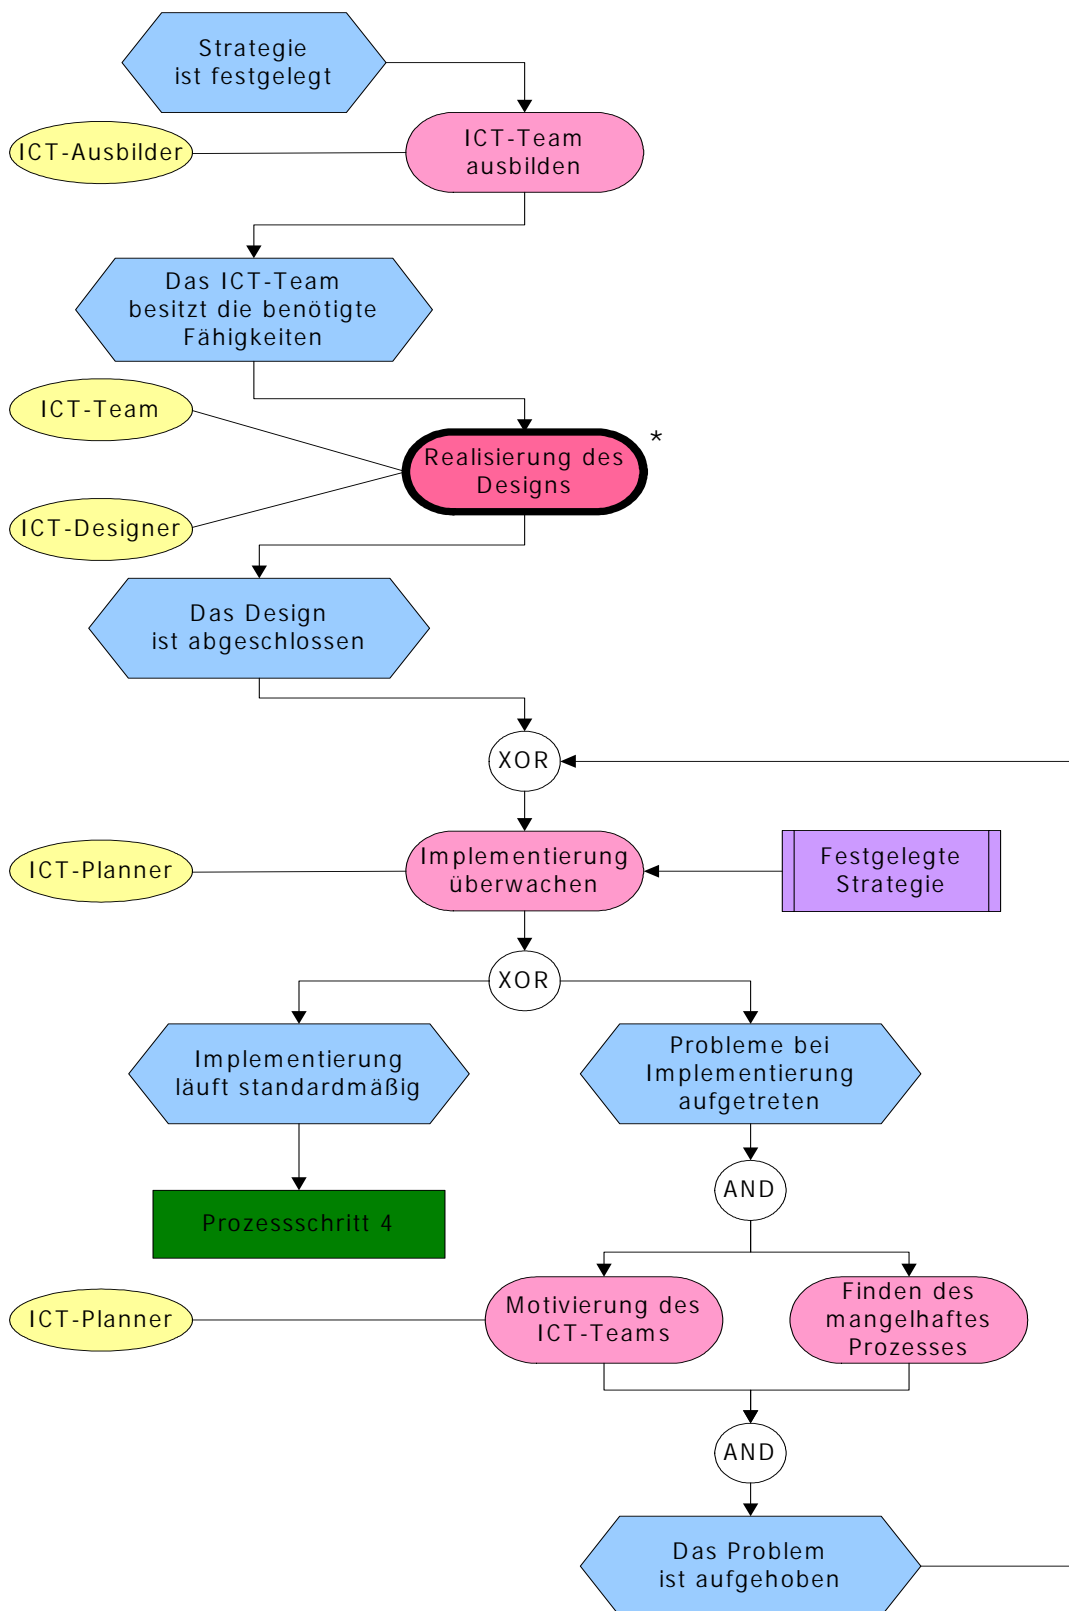 Strategie
ist festgelegt
ICT-Ausbilder
ICT-Team
ausbilden
Das ICT-Team
besitzt die benötigte
Fähigkeiten
ICT-Team
Realisierung des
Designs
*
ICT-Designer
Das Design
ist abgeschlossen
XOR
ICT-Planner
Implementierung
überwachen
Festgelegte
Strategie
XOR
Implementierung
läuft standardmäßig
Probleme bei
Implementierung
aufgetreten
AND
Prozessschritt 4
ICT-Planner
Motivierung des
ICT-Teams
Finden des
mangelhaftes
Prozesses
AND
Das Problem
ist aufgehoben